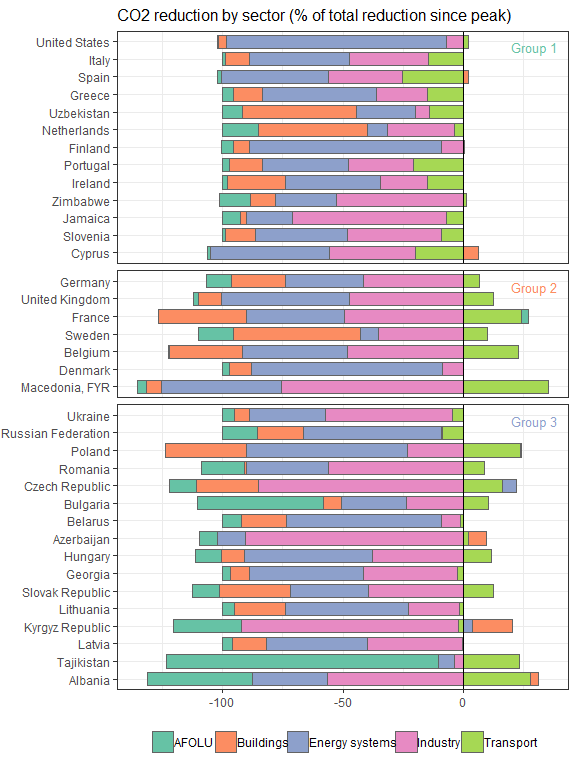 CO2 reduction by sector (% of total reduction since peak)
Group 1
United States
Italy
Spain
Greece
Uzbekistan
Netherlands
Finland
Portugal
Ireland
Zimbabwe
Jamaica
Slovenia
Cyprus
Group 2
Germany
United Kingdom
France
Sweden
Belgium
Denmark
Macedonia, FYR
Group 3
Ukraine
Russian Federation
Poland
Romania
Czech Republic
Bulgaria
Belarus
Azerbaijan
Hungary
Georgia
Slovak Republic
Lithuania
Kyrgyz Republic
Latvia
Tajikistan
Albania
-100 -50 0
AFOLU Buildings Energy systems Industry Transport